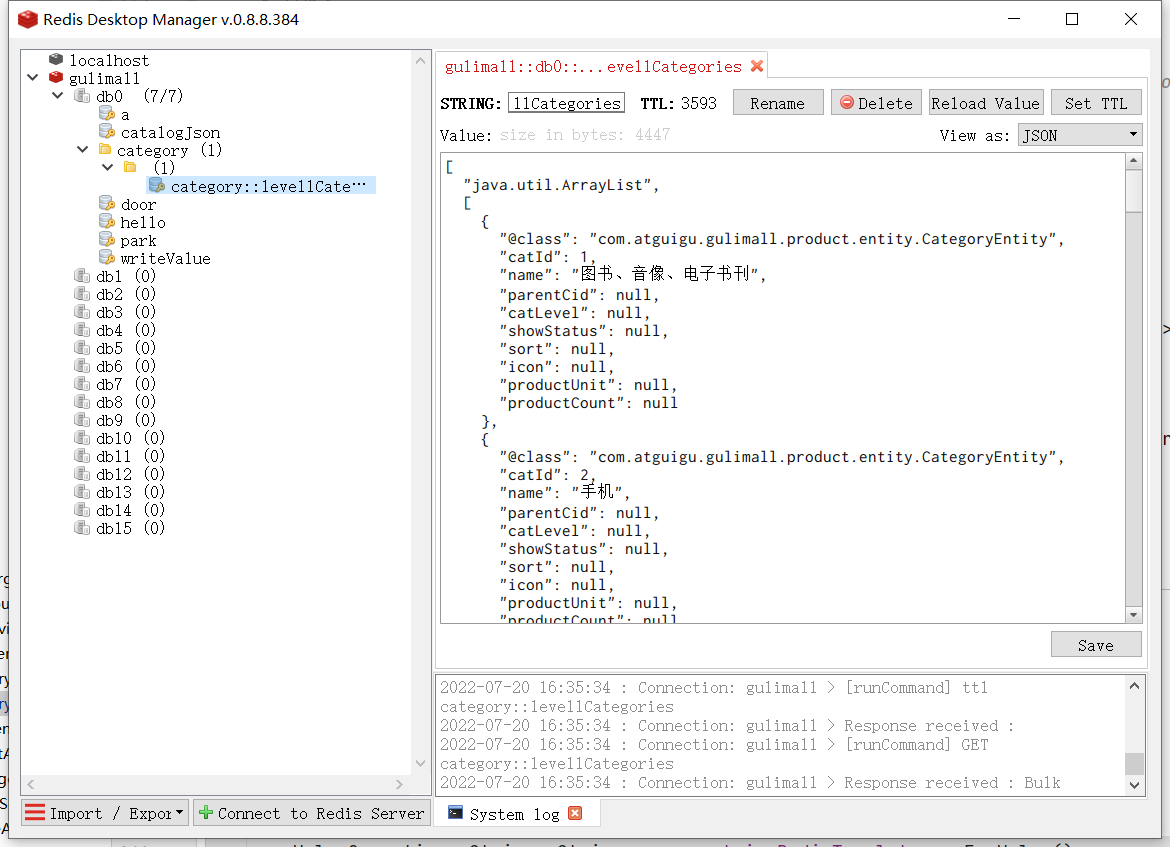 Redis Desktop Manager v.0.8.8.384
localhost
gulimall
db0 (7/7)
a
catalogJson
category (1)
(1)
category::level1Cate…
door
hello
park
writeValue
db1 (0)
db2 (0)
db3 (0)
db4 (0)
db5 (0)
db6 (0)
db7 (0)
db8 (0)
db9 (0)
db10 (0)
db11 (0)
db12 (0)
db13 (0)
db14 (0)
db15 (0)
Import / Expor
Connect to Redis Server
gulimall::db0::...evel1Categories
STRING: l1Categories TTL: 3593 Rename Delete Reload Value Set TTL
Value: size in bytes: 4447 View as: JSON
[
"java.util.ArrayList",
[
{
"@class": "com.atguigu.gulimall.product.entity.CategoryEntity",
"catId": 1,
"name": "图书、音像、电子书刊",
"parentCid": null,
"catLevel": null,
"showStatus": null,
"sort": null,
"icon": null,
"productUnit": null,
"productCount": null
},
{
"@class": "com.atguigu.gulimall.product.entity.CategoryEntity",
"catId": 2,
"name": "手机",
"parentCid": null,
"catLevel": null,
"showStatus": null,
"sort": null,
"icon": null,
"productUnit": null,
"productCount": null
Save
2022-07-20 16:35:34 : Connection: gulimall > [runCommand] ttl
category::level1Categories
2022-07-20 16:35:34 : Connection: gulimall > Response received :
2022-07-20 16:35:34 : Connection: gulimall > [runCommand] GET
category::level1Categories
2022-07-20 16:35:34 : Connection: gulimall > Response received : Bulk
System log